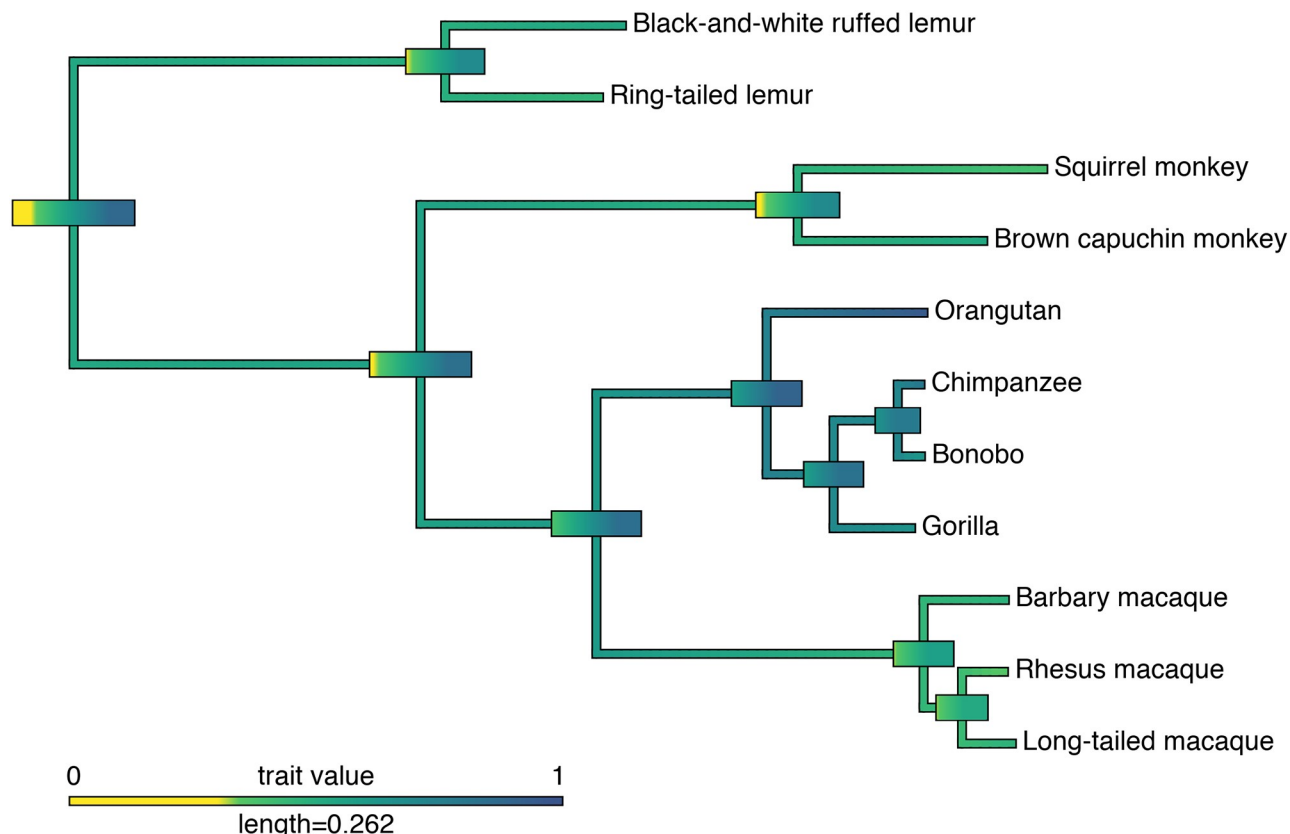 Black-and-white ruffed lemur
Ring-tailed lemur
Squirrel monkey
Brown capuchin monkey
Orangutan
Chimpanzee
Bonobo
Gorilla
Barbary macaque
Rhesus macaque
Long-tailed macaque
0 trait value 1
length=0.262